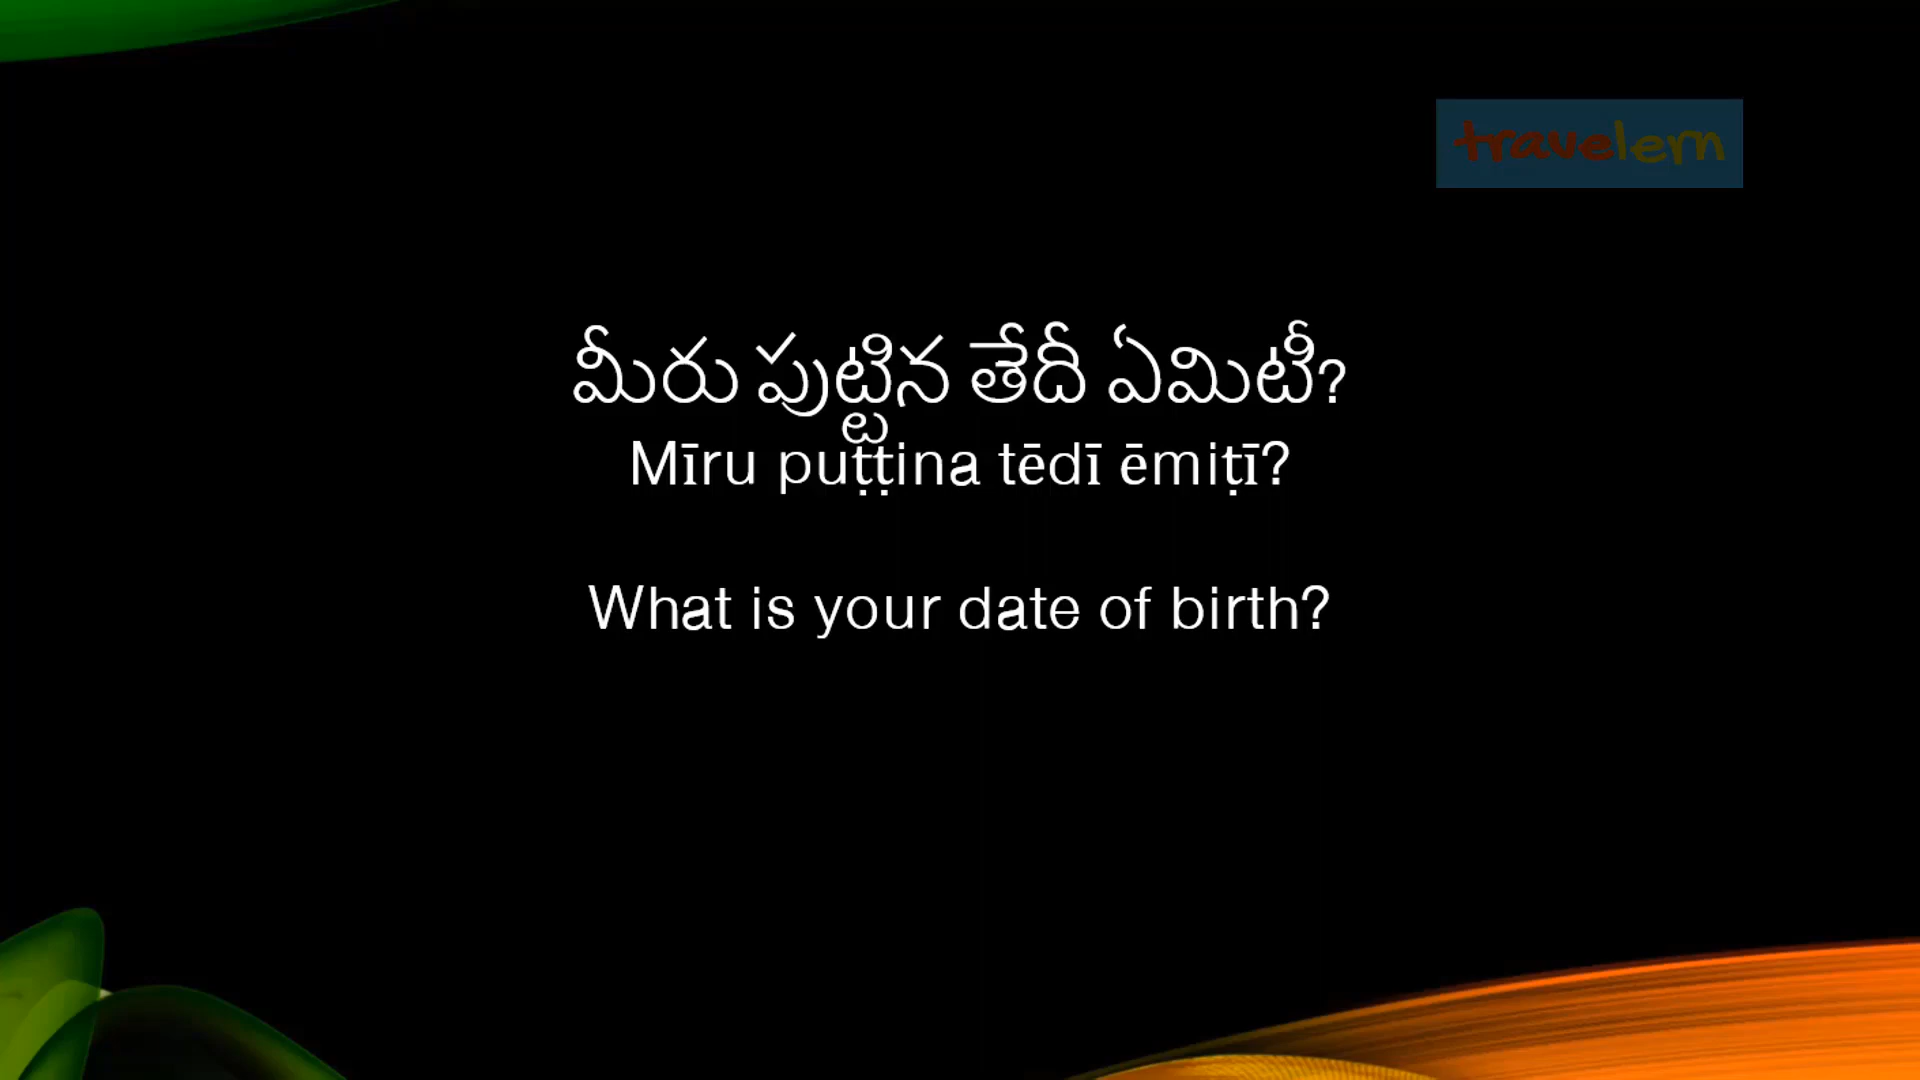 travelern
మీరు పుట్టిన తేదీ ఏమిటీ?
Mīru puṭṭina tēdī ēmiṭī?
What is your date of birth?